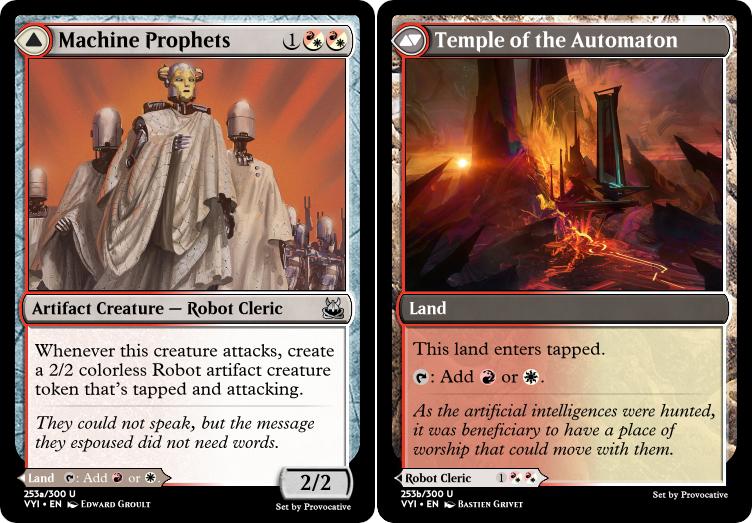 Machine Prophets 1
Artifact Creature — Robot Cleric
Whenever this creature attacks, create
a 2/2 colorless Robot artifact creature
token that's tapped and attacking.
They could not speak, but the message
they espoused did not need words.
Land : Add or .
2/2
253a/300 U
VYI • EN Edward Groult
Set by Provocative
Temple of the Automaton
Land
This land enters tapped.
: Add or .
As the artificial intelligences were hunted,
it was beneficiary to have a place of
worship that could move with them.
Robot Cleric 1
253b/300 U
VYI • EN Bastien Grivet
Set by Provocative